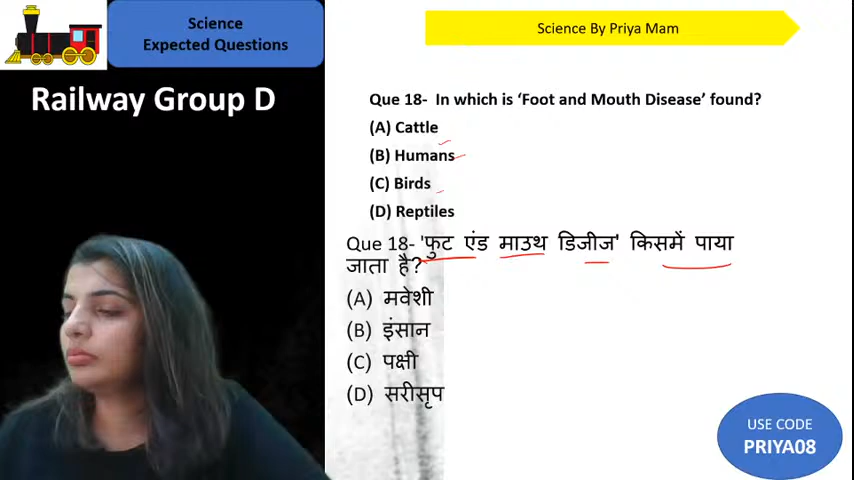 Science
Expected Questions
Science By Priya Mam
Railway Group D
Que 18- In which is ‘Foot and Mouth Disease’ found?
(A) Cattle
(B) Humans
(C) Birds
(D) Reptiles
Que 18- 'फुट एंड माउथ डिजीज' किसमें पाया
जाता है?
(A) मवेशी
(B) इंसान
(C) पक्षी
(D) सरीसृप
USE CODE
PRIYA08